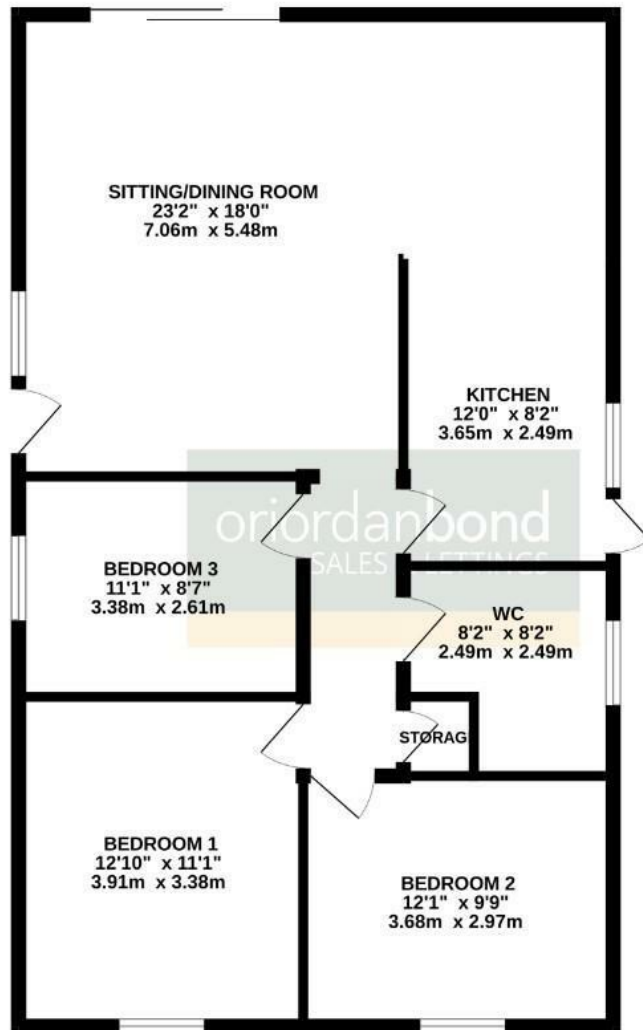 SITTING/DINING ROOM
23'2" x 18'0"
7.06m x 5.48m
KITCHEN
12'0" x 8'2"
3.65m x 2.49m
oriordanbond
SALES & LETTINGS
BEDROOM 3
11'1" x 8'7"
3.38m x 2.61m
WC
8'2" x 8'2"
2.49m x 2.49m
STORAG
BEDROOM 1
12'10" x 11'1"
3.91m x 3.38m
BEDROOM 2
12'1" x 9'9"
3.68m x 2.97m